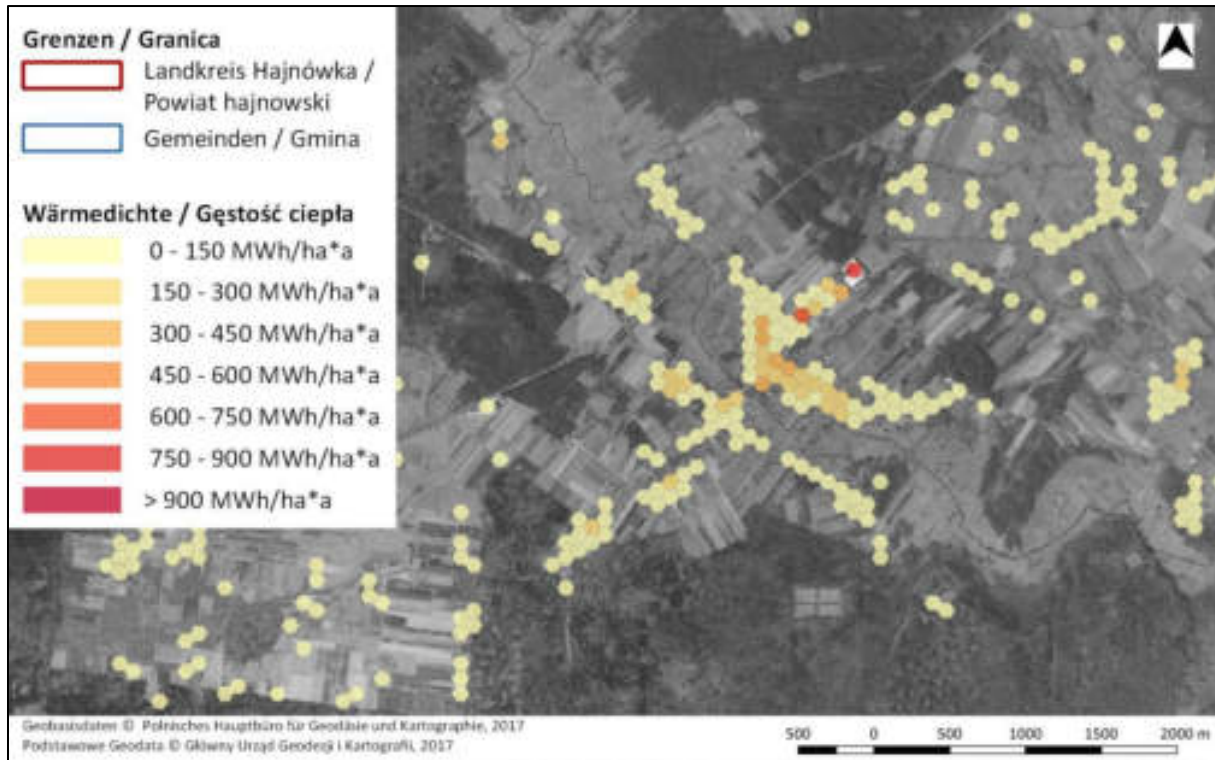 Grenzen / Granica
Landkreis Hajnówka /
Powiat hajnowski
Gemeinden / Gmina
Wärmedichte / Gęstość ciepła
0 - 150 MWh/ha*a
150 - 300 MWh/ha*a
300 - 450 MWh/ha*a
450 - 600 MWh/ha*a
600 - 750 MWh/ha*a
750 - 900 MWh/ha*a
> 900 MWh/ha*a
Geobasisdaten © Polnisches Hauptbüro für Geodäsie und Kartographie, 2017
Podstawowe Geodata © Główny Urząd Geodezji i Kartografii, 2017
500 0 500 1000 1500 2000 m